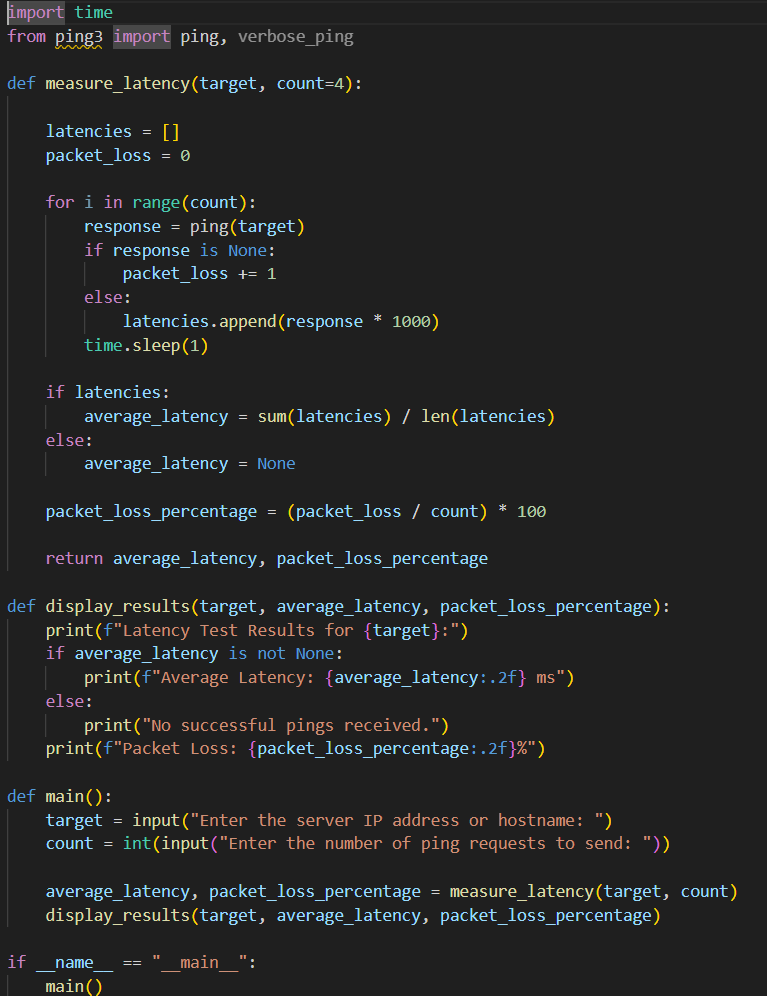 import time
from ping3 import ping, verbose_ping

def measure_latency(target, count=4):

    latencies = []
    packet_loss = 0

    for i in range(count):
        response = ping(target)
        if response is None:
            packet_loss += 1
        else:
            latencies.append(response * 1000)
        time.sleep(1)

    if latencies:
        average_latency = sum(latencies) / len(latencies)
    else:
        average_latency = None

    packet_loss_percentage = (packet_loss / count) * 100

    return average_latency, packet_loss_percentage

def display_results(target, average_latency, packet_loss_percentage):
    print(f"Latency Test Results for {target}:")
    if average_latency is not None:
        print(f"Average Latency: {average_latency:.2f} ms")
    else:
        print("No successful pings received.")
    print(f"Packet Loss: {packet_loss_percentage:.2f}%")

def main():
    target = input("Enter the server IP address or hostname: ")
    count = int(input("Enter the number of ping requests to send: "))

    average_latency, packet_loss_percentage = measure_latency(target, count)
    display_results(target, average_latency, packet_loss_percentage)

if __name__ == "__main__":
    main()